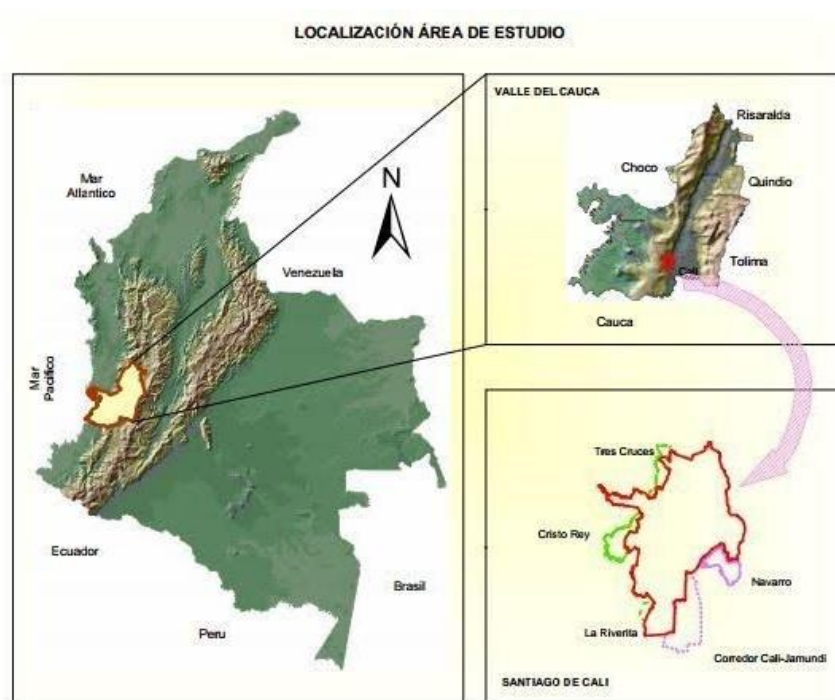 LOCALIZACIÓN ÁREA DE ESTUDIO
Mar
Atlantico
N
Venezuela
Mar
Pacifico
Ecuador
Peru
Brasil
VALLE DEL CAUCA
Risaralda
Choco
Quindio
Tolima
Cali
Cauca
Tres Cruces
Cristo Rey
Navarro
La Riverita
Corredor Cali-Jamundi
SANTIAGO DE CALI